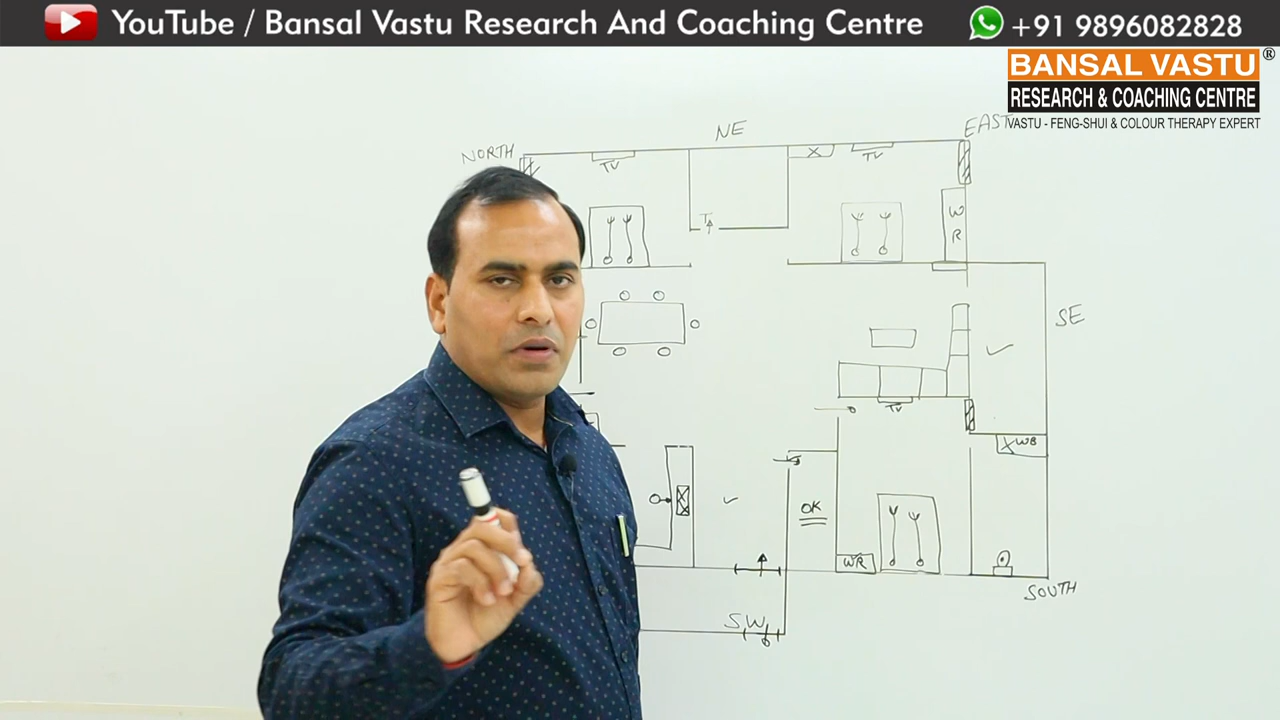 YouTube / Bansal Vastu Research And Coaching Centre
+91 9896082828
BANSAL VASTU®
RESEARCH & COACHING CENTRE
VASTU - FENG-SHUI & COLOUR THERAPY EXPERT
NE
EAST
NORTH
TV
X
TV
T
W
R
SE
TV
X WB
OK
WR
SOUTH
SW